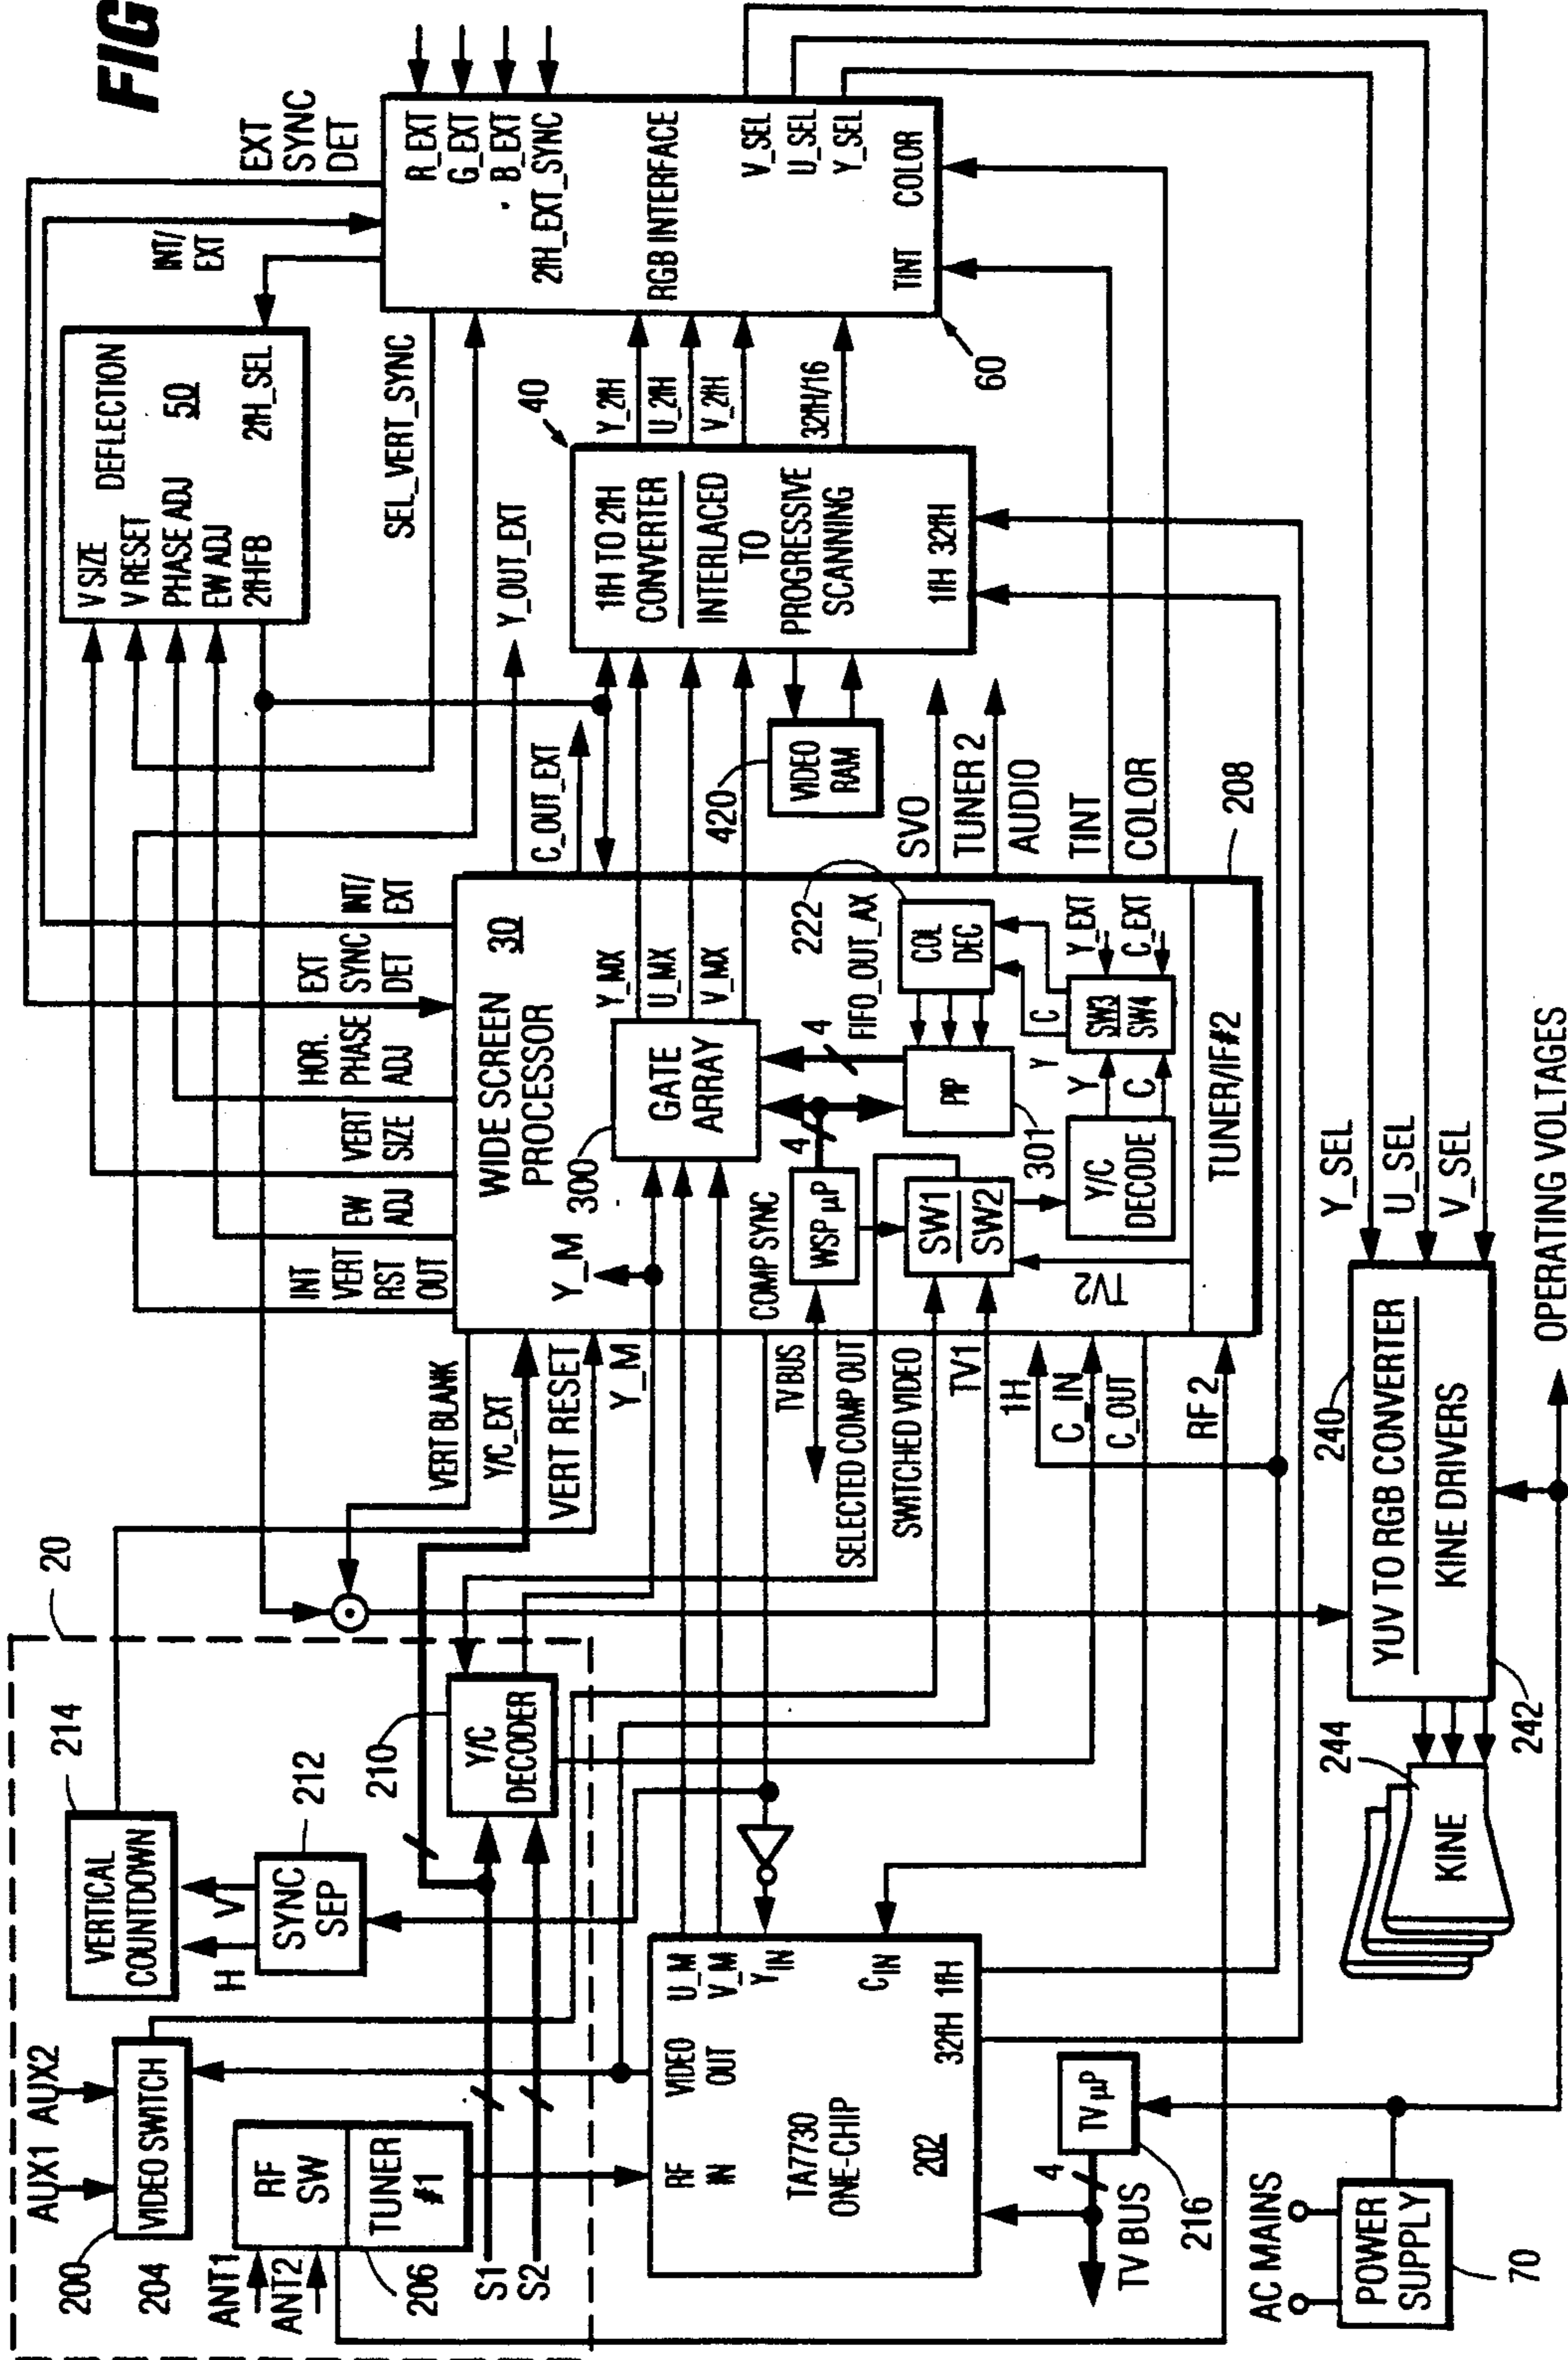 FIG
AUX1
AUX2
200
VIDEO SWITCH
204
ANT1
ANT2
RF
SW
TUNER
#1
206
S1
S2
VERTICAL
COUNTDOWN
214
H
V
SYNC
SEP
212
20
210
Y/C
DECODER
RF
IN
VIDEO
OUT
U_M
V_M
Y_IN
C_IN
TA7730
ONE-CHIP
202
32fH 1fH
TV µP
216
4
TV BUS
AC MAINS
POWER
SUPPLY
70
VERT BLANK
Y/C_EXT
VERT RESET
Y_M
TV BUS
SELECTED COMP OUT
SWITCHED VIDEO
TV1
1H
C_IN
C_OUT
RF 2
INT
VERT
RST
OUT
EW
ADJ
VERT
SIZE
HOR.
PHASE
ADJ
EXT
SYNC
DET
INT/
EXT
WIDE SCREEN
PROCESSOR
30
Y_M
300
GATE
ARRAY
Y_MX
U_MX
V_MX
COMP SYNC
WSP µP
4
4
FIFO_OUT_AX
SW1
SW2
PIP
301
COL
DEC
222
Y/C
DECODE
Y
C
Y
C
SW3
SW4
Y_EXT
C_EXT
TV2
TUNER/IF#2
208
Y_OUT_EXT
C_OUT_EXT
420
VIDEO
RAM
SVO
TUNER 2
AUDIO
TINT
COLOR
V SIZE
V RESET
PHASE ADJ
EW ADJ
2fHFB
DEFLECTION
50
2fH_SEL
SEL_VERT_SYNC
40
1fH TO 2fH
CONVERTER
INTERLACED
TO
PROGRESSIVE
SCANNING
1fH 32fH
Y_2fH
U_2fH
V_2fH
32fH/16
INT/
EXT
EXT
SYNC
DET
R_EXT
G_EXT
B_EXT
2fH_EXT_SYNC
RGB INTERFACE
V_SEL
U_SEL
Y_SEL
TINT
COLOR
60
Y_SEL
U_SEL
V_SEL
240
YUV TO RGB CONVERTER
KINE DRIVERS
242
244
KINE
OPERATING VOLTAGES